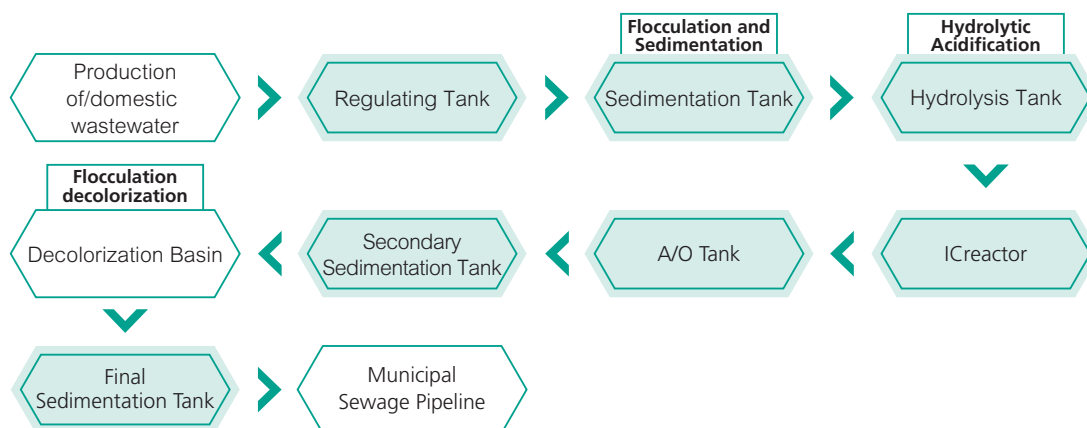 Production
of/domestic
wastewater
Regulating Tank
Flocculation and
Sedimentation
Sedimentation Tank
Hydrolytic
Acidification
Hydrolysis Tank
ICreactor
A/O Tank
Secondary
Sedimentation Tank
Flocculation
decolorization
Decolorization Basin
Final
Sedimentation Tank
Municipal
Sewage Pipeline